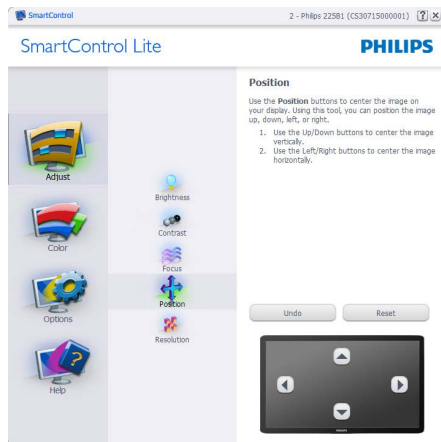 SmartControl
2 - Philips 225B1 (CS30715000001)
? X
SmartControl Lite
PHILIPS
Adjust
Color
Options
Help
Brightness
Contrast
Focus
Position
Resolution
Position
Use the Position buttons to center the image on
your display. Using this tool, you can position the image
up, down, left, or right.
1. Use the Up/Down buttons to center the image
vertically.
2. Use the Left/Right buttons to center the image
horizontally.
Undo
Reset
PHILIPS